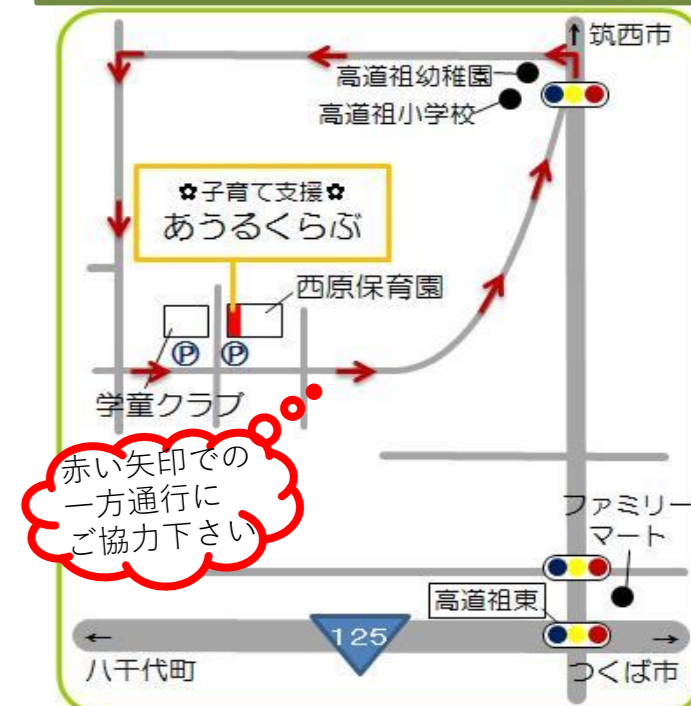 ↑筑西市
高道祖幼稚園
高道祖小学校
✿子育て支援✿
あうるくらぶ
西原保育園
Ⓟ Ⓟ
学童クラブ
赤い矢印での
一方通行に
ご協力下さい
ファミリー
マート
高道祖東
← 125 →
八千代町
つくば市